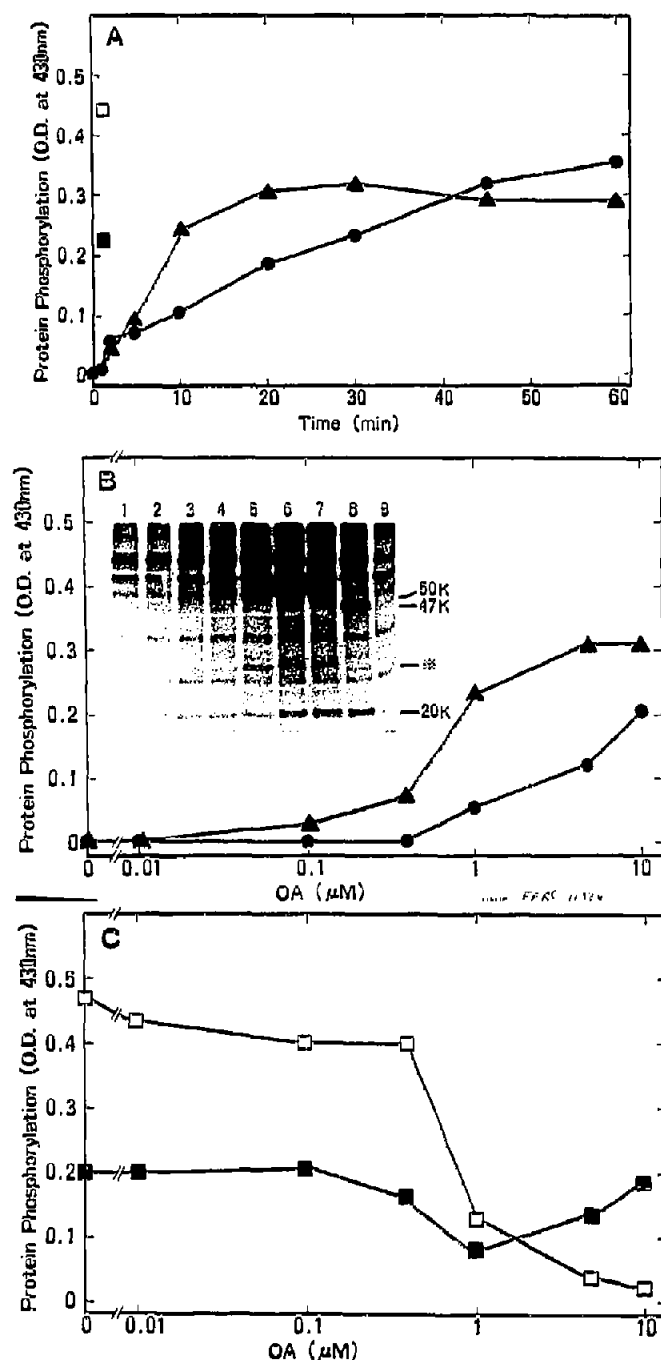 A
Protein Phosphorylation (O.D. at 430nm)
0.5
0.4
0.3
0.2
0.1
0
0 10 20 30 40 50 60
Time (min)
B
Protein Phosphorylation (O.D. at 430nm)
1 2 3 4 5 6 7 8 9
50K
47K
※
20K
0.5
0.4
0.3
0.2
0.1
0
0 0.01 0.1 1 10
OA (μM)
C
Protein Phosphorylation (O.D. at 430nm)
0.5
0.4
0.3
0.2
0.1
0
0 0.01 0.1 1 10
OA (μM)